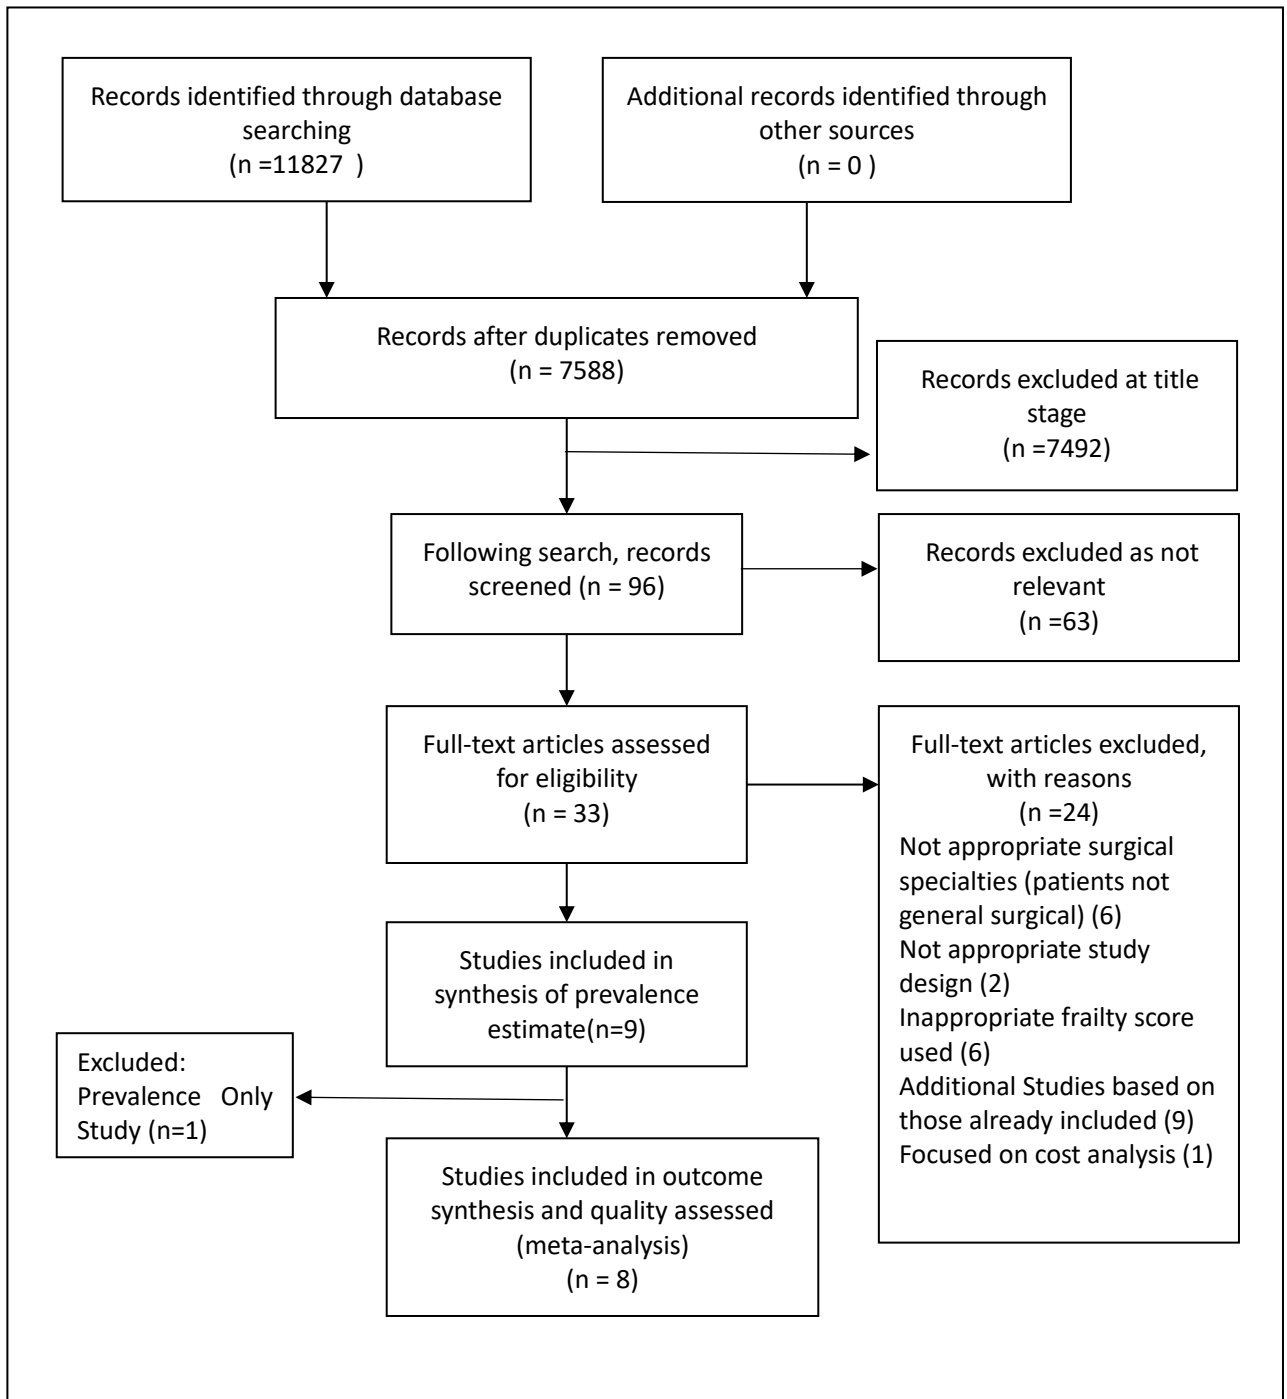 Records identified through database
searching
(n =11827  )
Additional records identified through
other sources
(n = 0 )
Records after duplicates removed
(n = 7588)
Records excluded at title
stage
(n =7492)
Following search, records
screened (n = 96)
Records excluded as not
relevant
(n =63)
Full-text articles assessed
for eligibility
(n = 33)
Full-text articles excluded,
with reasons
(n =24)
Not appropriate surgical
specialties (patients not
general surgical) (6)
Not appropriate study
design (2)
Inappropriate frailty score
used (6)
Additional Studies based on
those already included (9)
Focused on cost analysis (1)
Studies included in
synthesis of prevalence
estimate(n=9)
Excluded:
Prevalence Only
Study (n=1)
Studies included in outcome
synthesis and quality assessed
(meta-analysis)
(n = 8)